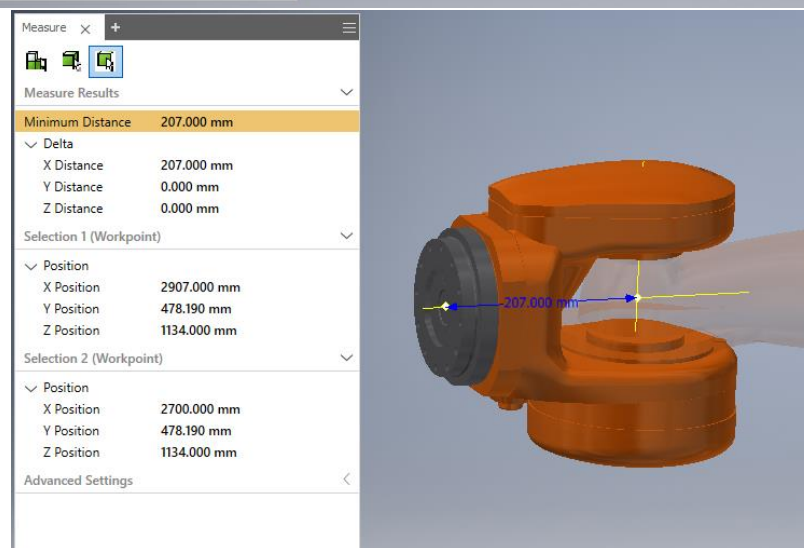 Measure × +
Measure Results
Minimum Distance 207.000 mm
Delta
X Distance 207.000 mm
Y Distance 0.000 mm
Z Distance 0.000 mm
Selection 1 (Workpoint)
Position
X Position 2907.000 mm
Y Position 478.190 mm
Z Position 1134.000 mm
Selection 2 (Workpoint)
Position
X Position 2700.000 mm
Y Position 478.190 mm
Z Position 1134.000 mm
Advanced Settings
207.000 mm